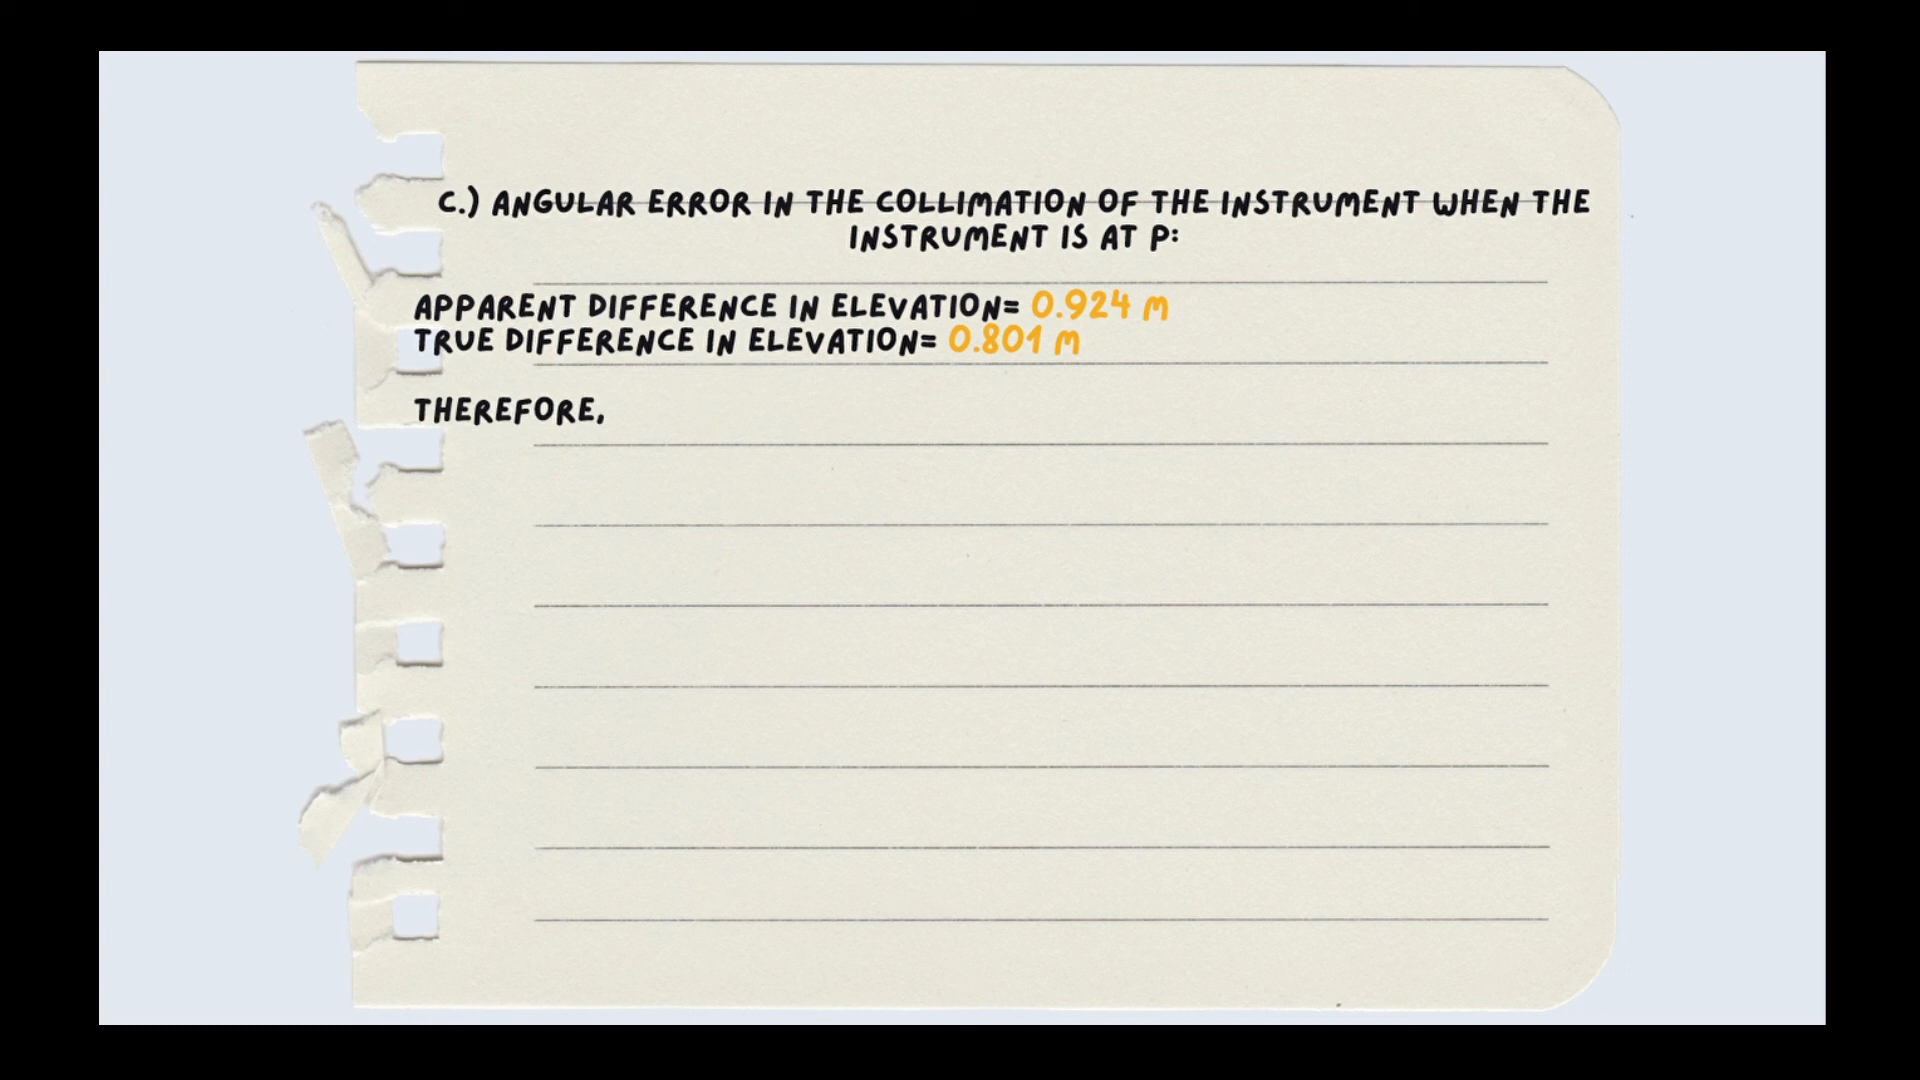 C.) ANGULAR ERROR IN THE COLLIMATION OF THE INSTRUMENT WHEN THE
INSTRUMENT IS AT P:
APPARENT DIFFERENCE IN ELEVATION= 0.924 M
TRUE DIFFERENCE IN ELEVATION= 0.801 M
THEREFORE,